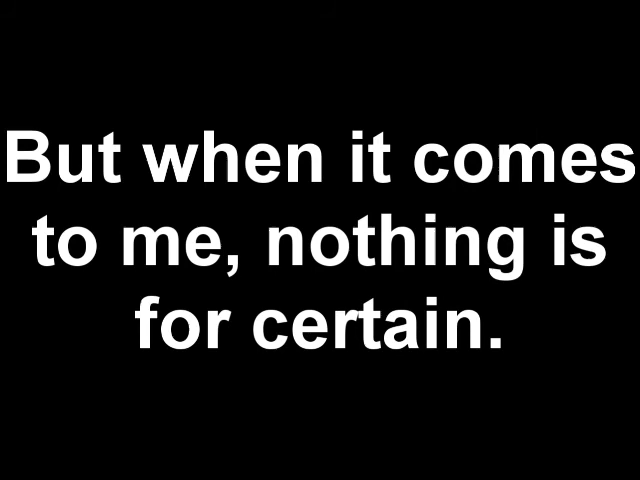 But when it comes
to me, nothing is
for certain.